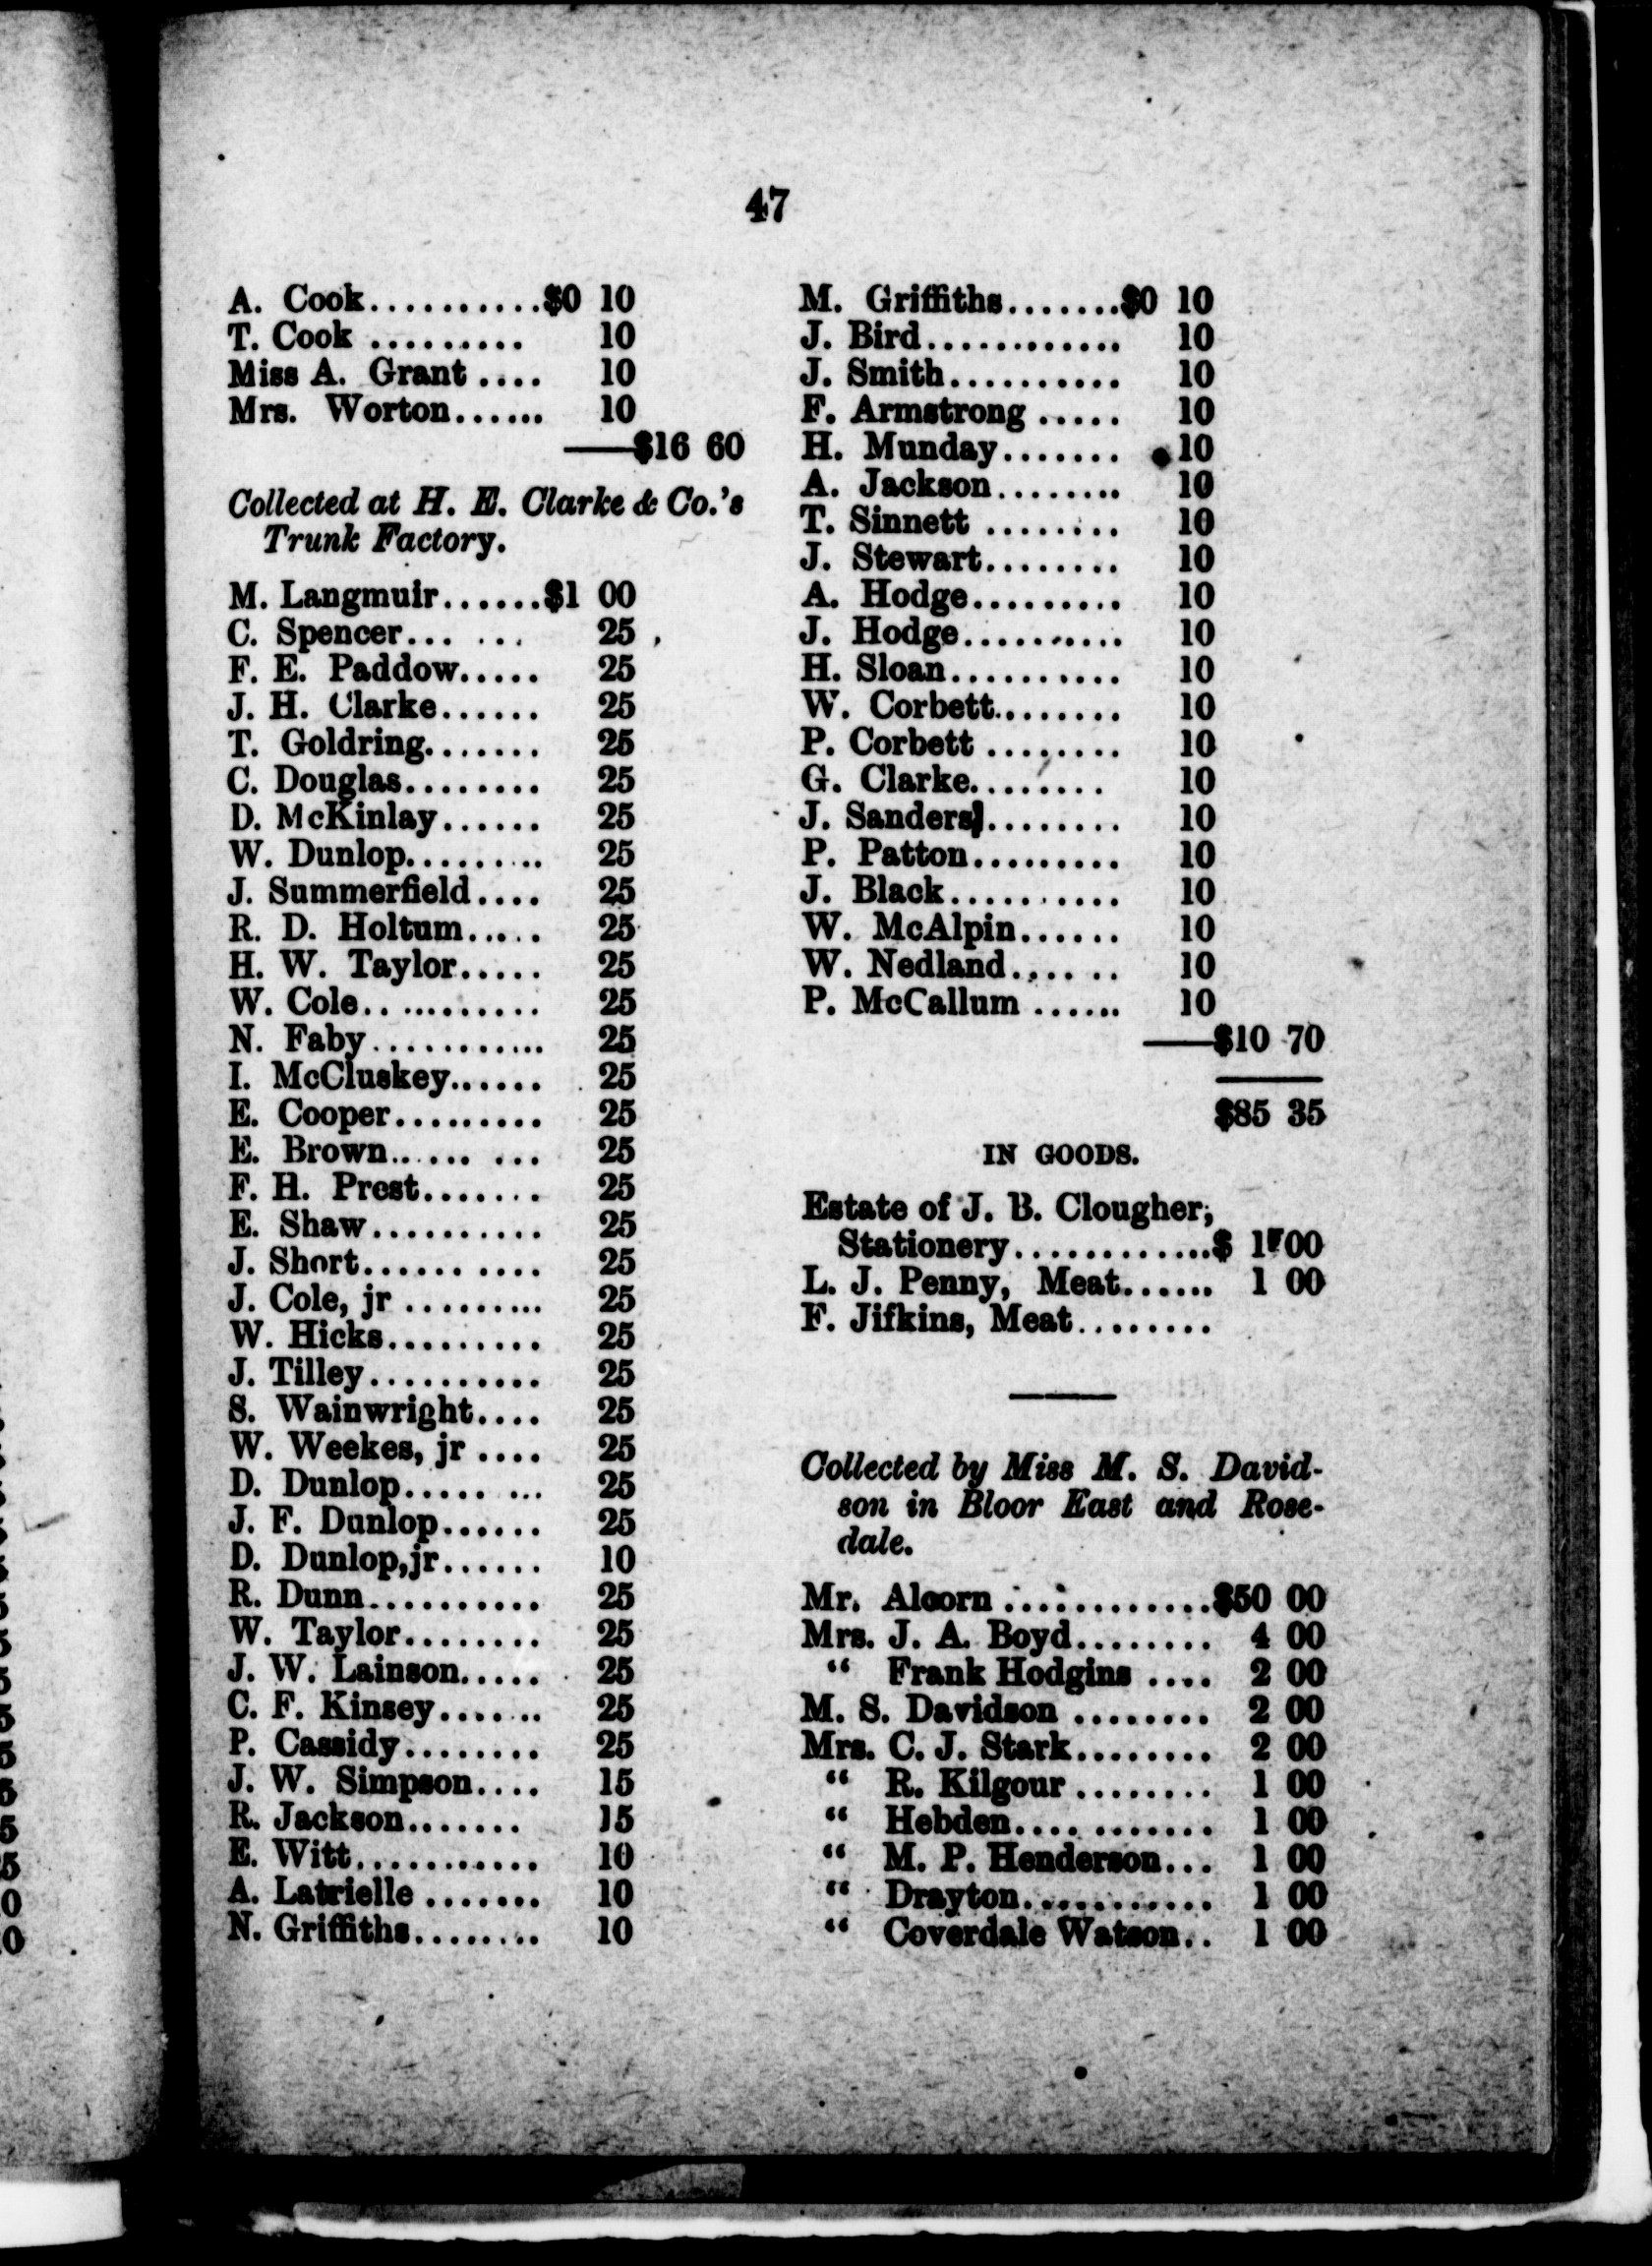 47
A. Cook...........$0 10
T. Cook .......... 10
Miss A. Grant .... 10
Mrs. Worton...... 10
——$16 60
Collected at H. E. Clarke & Co.'s
Trunk Factory.
M. Langmuir......$1 00
C. Spencer... ... 25
F. E. Paddow..... 25
J. H. Clarke...... 25
T. Goldring....... 25
C. Douglas........ 25
D. McKinlay...... 25
W. Dunlop......... 25
J. Summerfield.... 25
R. D. Holtum..... 25
H. W. Taylor..... 25
W. Cole........... 25
N. Faby............ 25
I. McCluskey...... 25
E. Cooper......... 25
E. Brown...... ... 25
F. H. Prest....... 25
E. Shaw........... 25
J. Short........... 25
J. Cole, jr ......... 25
W. Hicks.......... 25
J. Tilley........... 25
S. Wainwright.... 25
W. Weekes, jr .... 25
D. Dunlop..... ... 25
J. F. Dunlop...... 25
D. Dunlop,jr...... 10
R. Dunn........... 25
W. Taylor........ 25
J. W. Lainson..... 25
C. F. Kinsey....... 25
P. Cassidy........ 25
J. W. Simpson.... 15
R. Jackson....... 15
E. Witt............ 10
A. Latrielle ....... 10
N. Griffiths........ 10
M. Griffiths.......$0 10
J. Bird............. 10
J. Smith........... 10
F. Armstrong ..... 10
H. Munday....... 10
A. Jackson........ 10
T. Sinnett ........ 10
J. Stewart........ 10
A. Hodge.......... 10
J. Hodge.......... 10
H. Sloan........... 10
W. Corbett........ 10
P. Corbett ........ 10
G. Clarke........ 10
J. Sanders........ 10
P. Patton......... 10
J. Black........... 10
W. McAlpin...... 10
W. Nedland....... 10
P. McCallum ...... 10
——$10 70
$85 35
IN GOODS.
Estate of J. B. Clougher,
Stationery.............$ 1 00
L. J. Penny, Meat...... 1 00
F. Jifkins, Meat........
Collected by Miss M. S. David-
son in Bloor East and Rose-
dale.
Mr. Alcorn .............$50 00
Mrs. J. A. Boyd........ 4 00
“ Frank Hodgins .... 2 00
M. S. Davidson ........ 2 00
Mrs. C. J. Stark........ 2 00
“ R. Kilgour ........ 1 00
“ Hebden............ 1 00
“ M. P. Henderson... 1 00
“ Drayton............ 1 00
“ Coverdale Watson.. 1 00